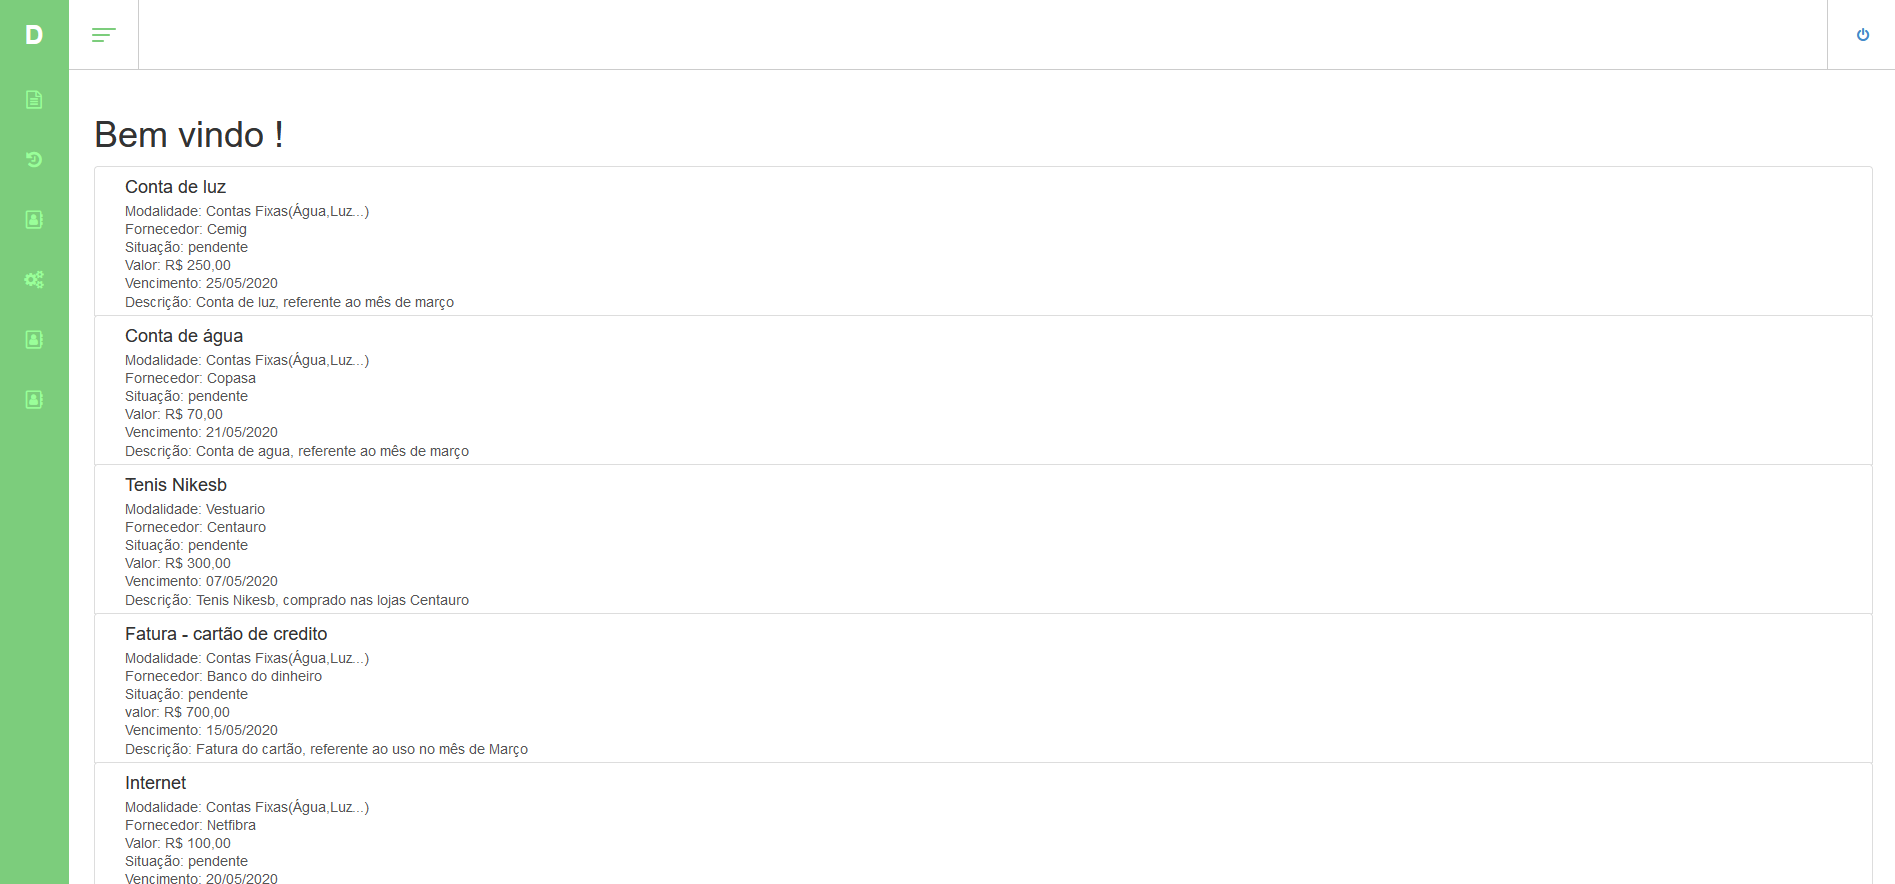 D
Bem vindo !
Conta de luz
Modalidade: Contas Fixas(Água,Luz...)
Fornecedor: Cemig
Situação: pendente
Valor: R$ 250,00
Vencimento: 25/05/2020
Descrição: Conta de luz, referente ao mês de março
Conta de água
Modalidade: Contas Fixas(Água,Luz...)
Fornecedor: Copasa
Situação: pendente
Valor: R$ 70,00
Vencimento: 21/05/2020
Descrição: Conta de agua, referente ao mês de março
Tenis Nikesb
Modalidade: Vestuario
Fornecedor: Centauro
Situação: pendente
Valor: R$ 300,00
Vencimento: 07/05/2020
Descrição: Tenis Nikesb, comprado nas lojas Centauro
Fatura - cartão de credito
Modalidade: Contas Fixas(Água,Luz...)
Fornecedor: Banco do dinheiro
Situação: pendente
valor: R$ 700,00
Vencimento: 15/05/2020
Descrição: Fatura do cartão, referente ao uso no mês de Março
Internet
Modalidade: Contas Fixas(Água,Luz...)
Fornecedor: Netfibra
Valor: R$ 100,00
Situação: pendente
Vencimento: 20/05/2020